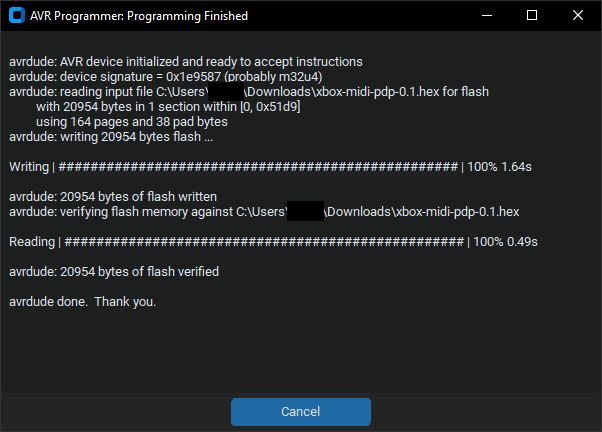 AVR Programmer: Programming Finished
avrdude: AVR device initialized and ready to accept instructions
avrdude: device signature = 0x1e9587 (probably m32u4)
avrdude: reading input file C:\Users\ \Downloads\xbox-midi-pdp-0.1.hex for flash
with 20954 bytes in 1 section within [0, 0x51d9]
using 164 pages and 38 pad bytes
avrdude: writing 20954 bytes flash ...
Writing | ################################################## | 100% 1.64s
avrdude: 20954 bytes of flash written
avrdude: verifying flash memory against C:\Users\ \Downloads\xbox-midi-pdp-0.1.hex
Reading | ################################################## | 100% 0.49s
avrdude: 20954 bytes of flash verified
avrdude done.  Thank you.
Cancel